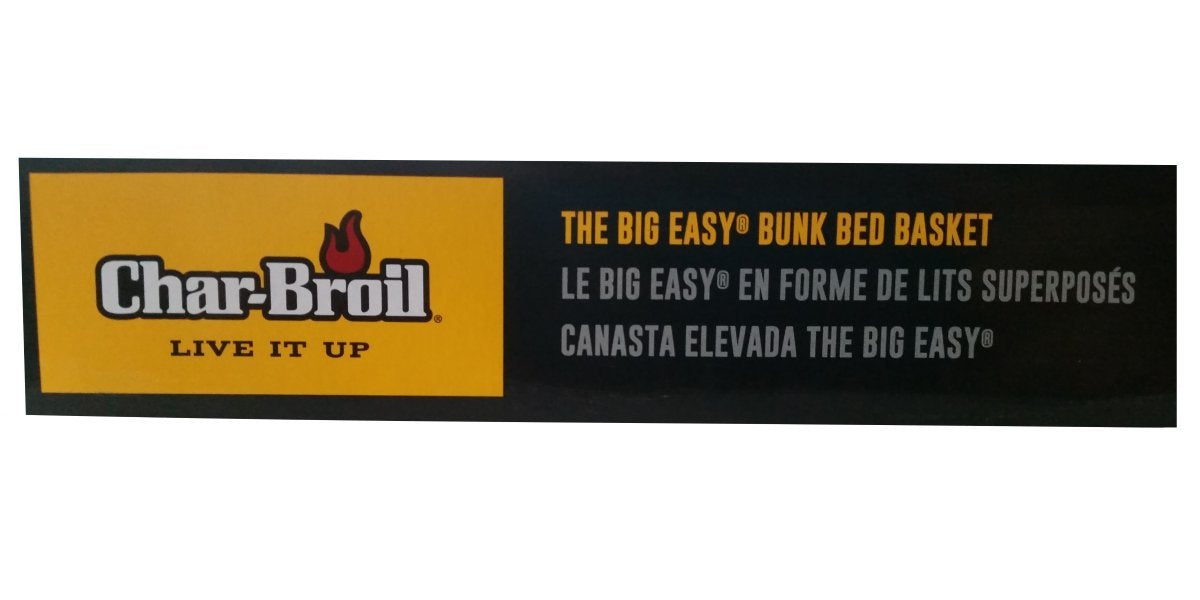 Char-Broil®
LIVE IT UP
THE BIG EASY® BUNK BED BASKET
LE BIG EASY® EN FORME DE LITS SUPERPOSÉS
CANASTA ELEVADA THE BIG EASY®